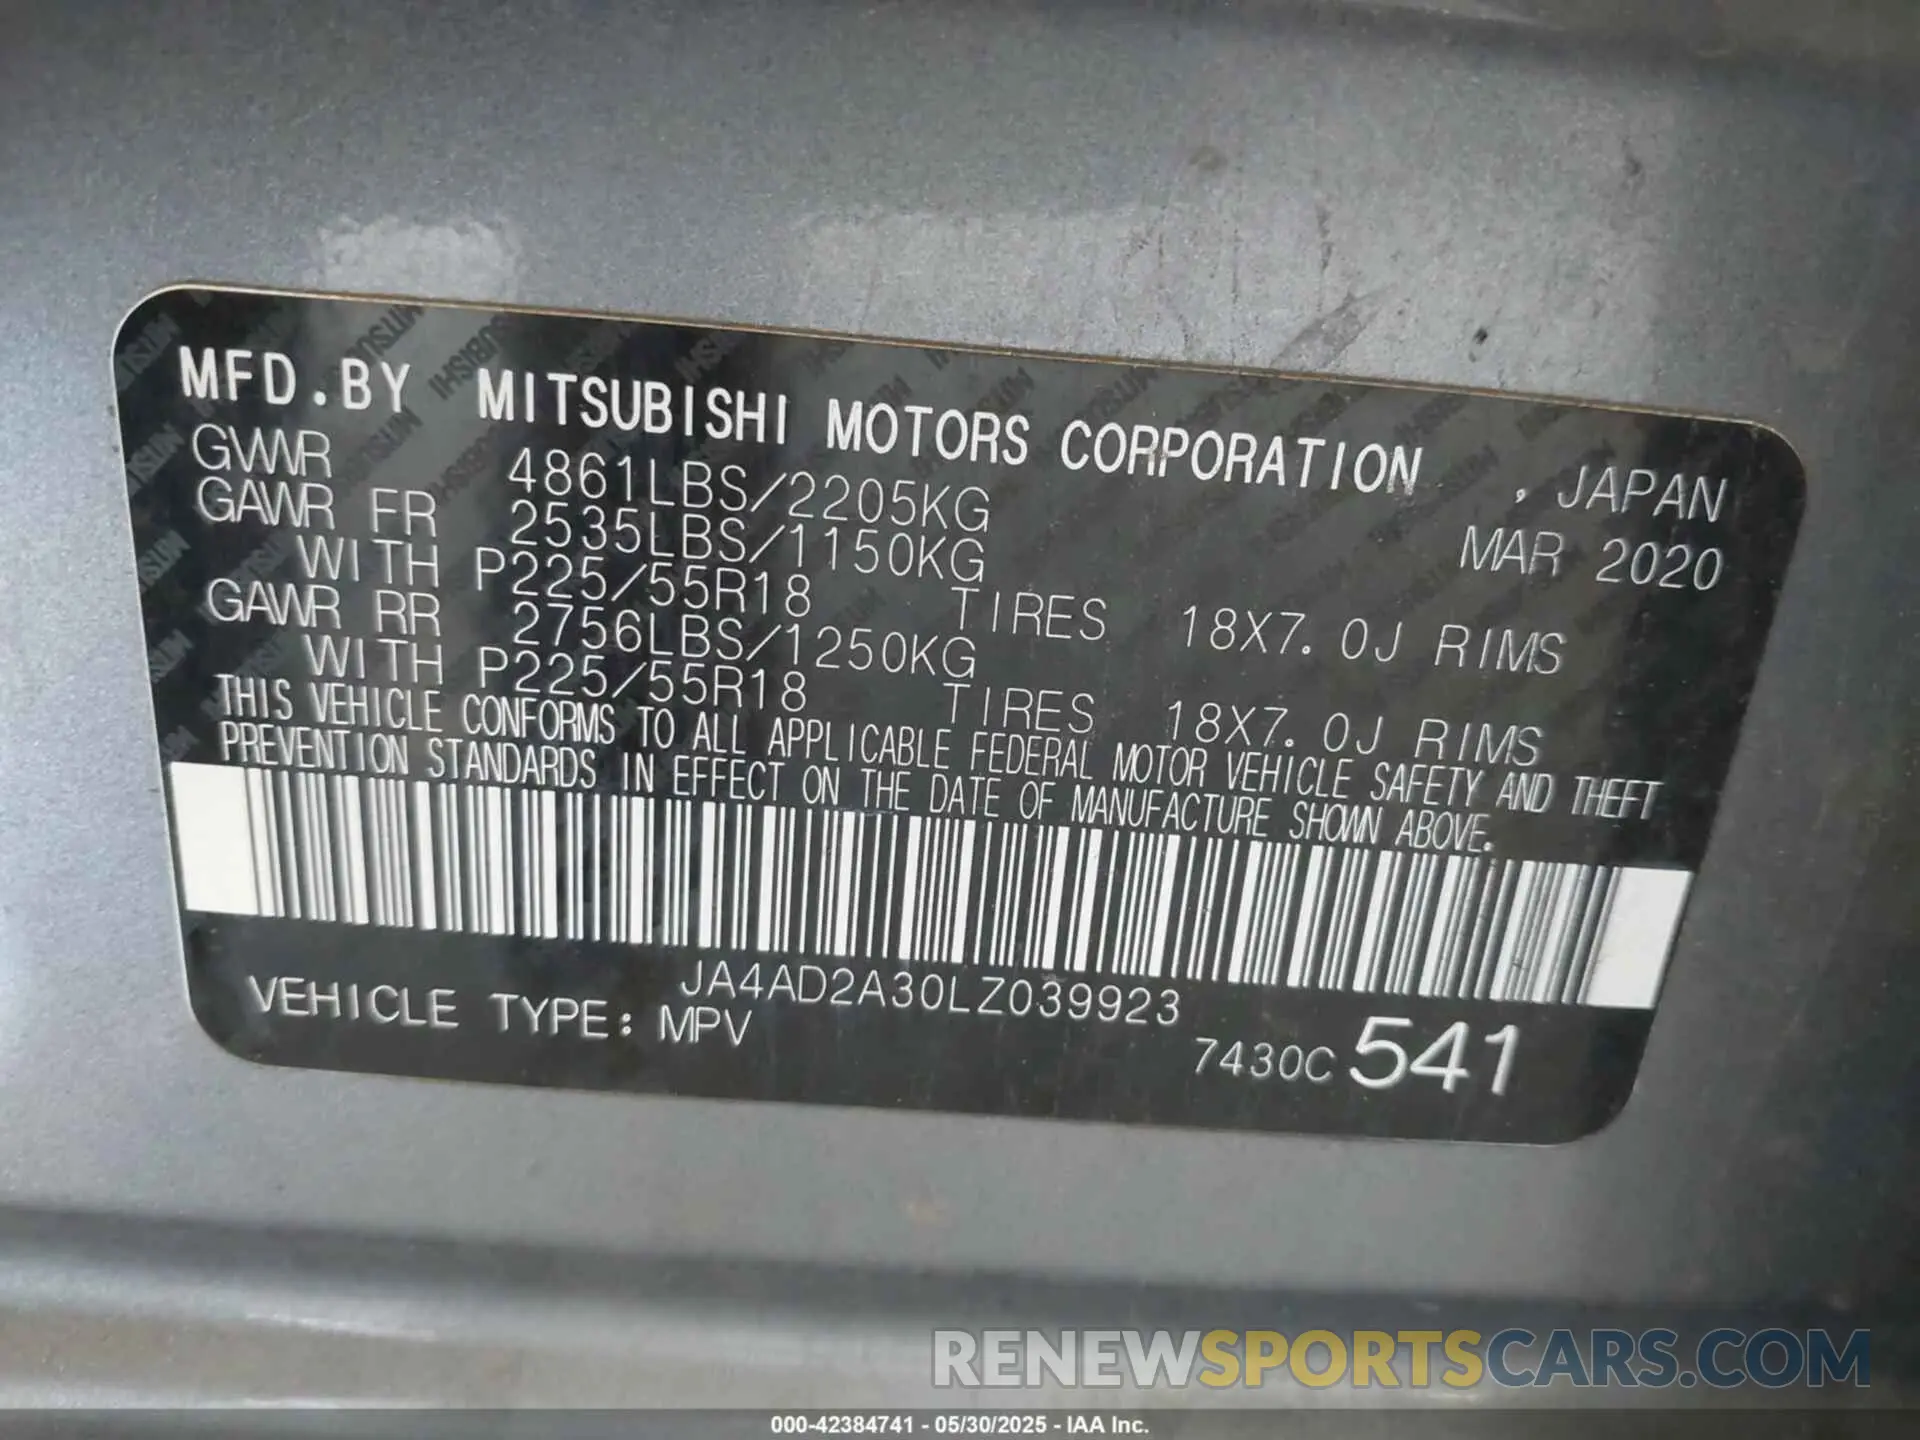 MFD.BY MITSUBISHI MOTORS CORPORATION , JAPAN
GVWR 4861LBS/2205KG MAR 2020
GAWR FR 2535LBS/1150KG
WITH P225/55R18 TIRES 18X7.0J RIMS
GAWR RR 2756LBS/1250KG
WITH P225/55R18 TIRES 18X7.0J RIMS
THIS VEHICLE CONFORMS TO ALL APPLICABLE FEDERAL MOTOR VEHICLE SAFETY AND THEFT
PREVENTION STANDARDS IN EFFECT ON THE DATE OF MANUFACTURE SHOWN ABOVE.
JA4AD2A30LZ039923
VEHICLE TYPE: MPV
7430C 541
RENEWSPORTSCARS.COM
000-42384741 - 05/30/2025 - IAA Inc.